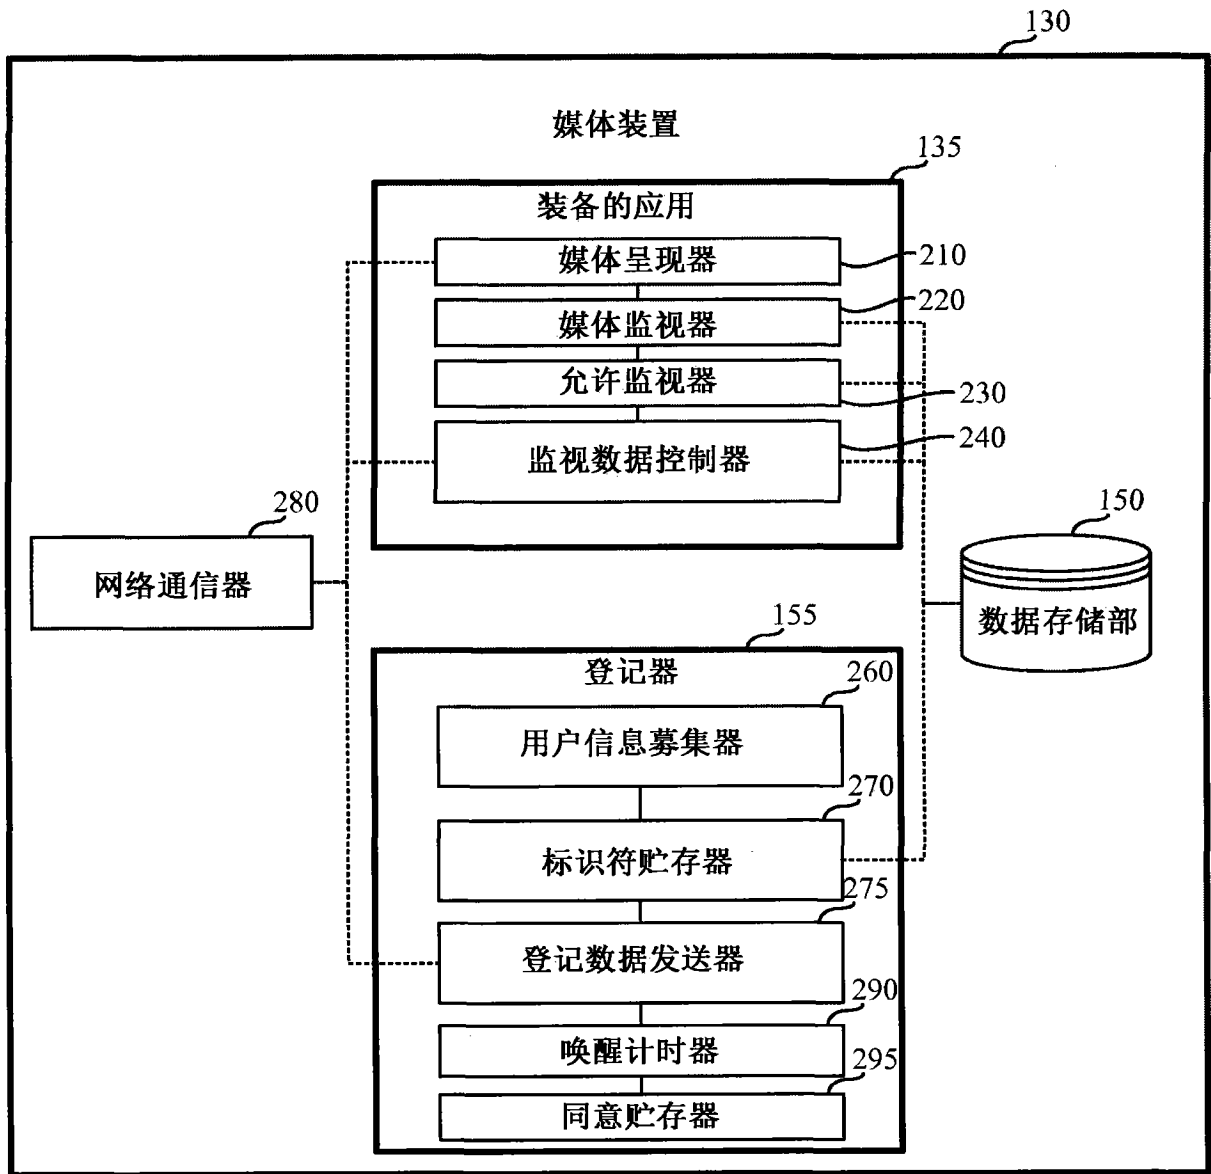 130
媒体装置
135
装备的应用
媒体呈现器
210
220
媒体监视器
允许监视器
230
240
监视数据控制器
280
网络通信器
150
数据存储部
155
登记器
260
用户信息募集器
270
标识符贮存器
275
登记数据发送器
290
唤醒计时器
295
同意贮存器